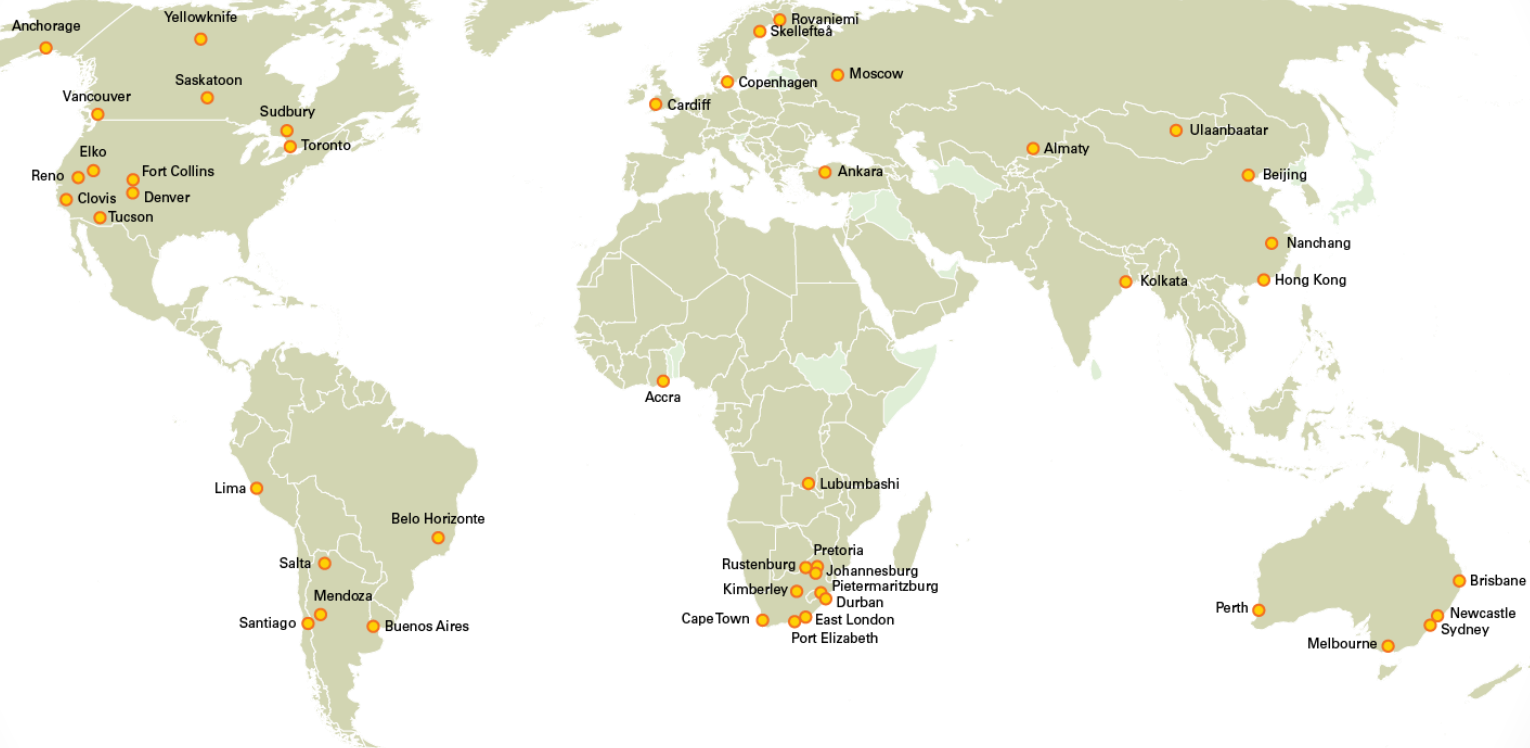 Anchorage
Yellowknife
Saskatoon
Vancouver
Sudbury
Toronto
Elko
Reno
Fort Collins
Clovis
Denver
Tucson
Lima
Belo Horizonte
Salta
Mendoza
Santiago
Buenos Aires
Rovaniemi
Skellefteå
Copenhagen
Moscow
Cardiff
Ankara
Almaty
Ulaanbaatar
Beijing
Nanchang
Hong Kong
Kolkata
Accra
Lubumbashi
Pretoria
Rustenburg
Johannesburg
Kimberley
Pietermaritzburg
Durban
Cape Town
East London
Port Elizabeth
Brisbane
Perth
Newcastle
Sydney
Melbourne